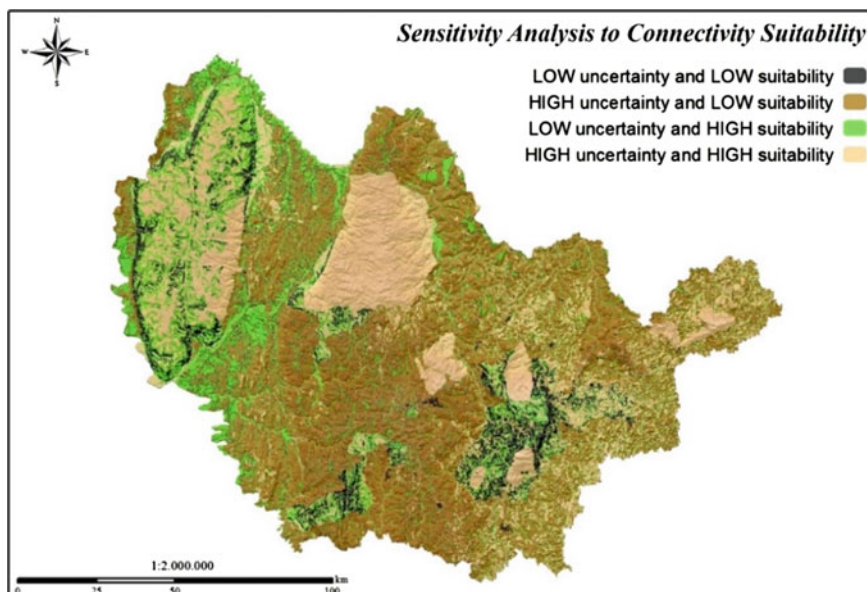 N
W E
S
Sensitivity Analysis to Connectivity Suitability
LOW uncertainty and LOW suitability
HIGH uncertainty and LOW suitability
LOW uncertainty and HIGH suitability
HIGH uncertainty and HIGH suitability
1:2.000.000
km
0 25 50 100